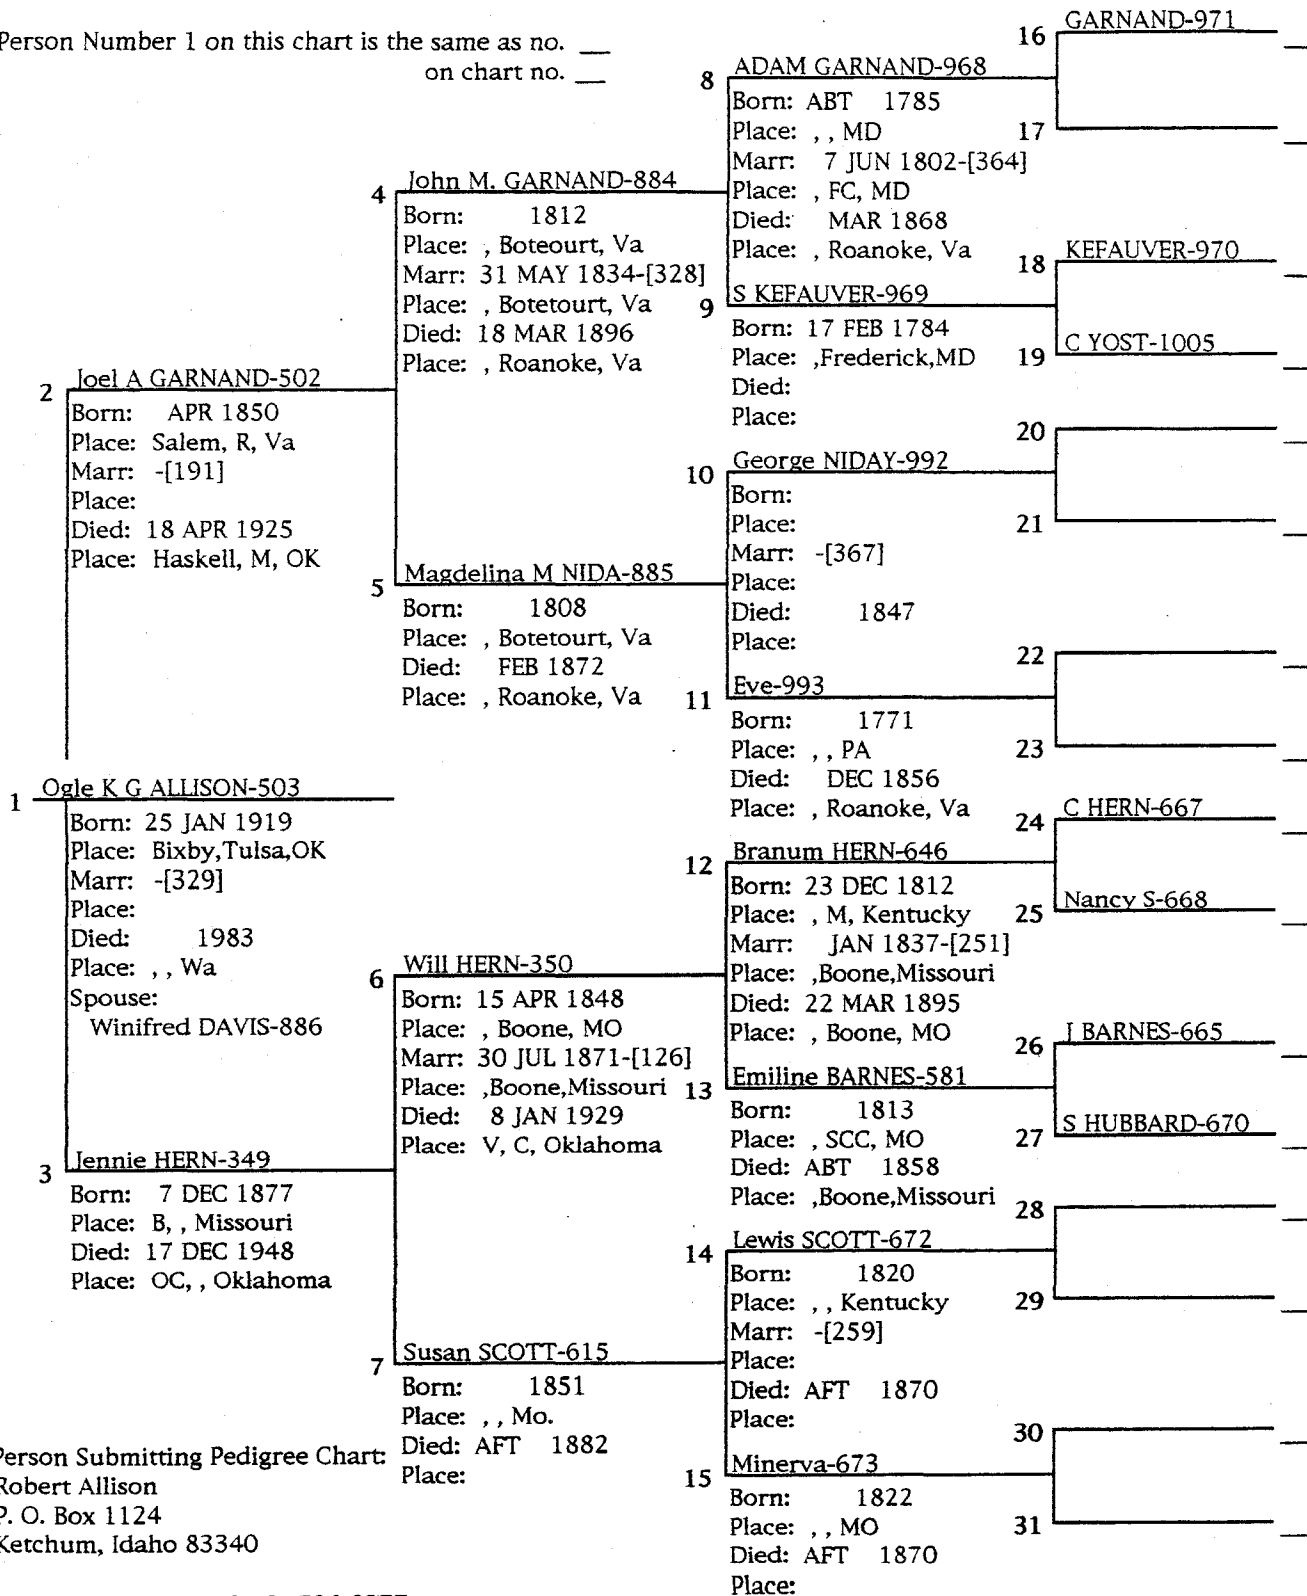 Person Number 1 on this chart is the same as no. __
on chart no. __
1 Ogle K G ALLISON-503
Born: 25 JAN 1919
Place: Bixby,Tulsa,OK
Marr: -[329]
Place:
Died: 1983
Place: , , Wa
Spouse:
Winifred DAVIS-886
2 Joel A GARNAND-502
Born: APR 1850
Place: Salem, R, Va
Marr: -[191]
Place:
Died: 18 APR 1925
Place: Haskell, M, OK
3 Jennie HERN-349
Born: 7 DEC 1877
Place: B, , Missouri
Died: 17 DEC 1948
Place: OC, , Oklahoma
4 John M. GARNAND-884
Born: 1812
Place: , Boteourt, Va
Marr: 31 MAY 1834-[328]
Place: , Botetourt, Va
Died: 18 MAR 1896
Place: , Roanoke, Va
5 Magdelina M NIDA-885
Born: 1808
Place: , Botetourt, Va
Died: FEB 1872
Place: , Roanoke, Va
6 Will HERN-350
Born: 15 APR 1848
Place: , Boone, MO
Marr: 30 JUL 1871-[126]
Place: ,Boone,Missouri
Died: 8 JAN 1929
Place: V, C, Oklahoma
7 Susan SCOTT-615
Born: 1851
Place: , , Mo.
Died: AFT 1882
Place:
8 ADAM GARNAND-968
Born: ABT 1785
Place: , , MD
Marr: 7 JUN 1802-[364]
Place: , FC, MD
Died: MAR 1868
Place: , Roanoke, Va
9 S KEFAUVER-969
Born: 17 FEB 1784
Place: ,Frederick,MD
Died:
Place:
10 George NIDAY-992
Born:
Place:
Marr: -[367]
Place:
Died: 1847
Place:
11 Eve-993
Born: 1771
Place: , , PA
Died: DEC 1856
Place: , Roanoke, Va
12 Branum HERN-646
Born: 23 DEC 1812
Place: , M, Kentucky
Marr: JAN 1837-[251]
Place: ,Boone,Missouri
Died: 22 MAR 1895
Place: , Boone, MO
13 Emiline BARNES-581
Born: 1813
Place: , SCC, MO
Died: ABT 1858
Place: ,Boone,Missouri
14 Lewis SCOTT-672
Born: 1820
Place: , , Kentucky
Marr: -[259]
Place:
Died: AFT 1870
Place:
15 Minerva-673
Born: 1822
Place: , , MO
Died: AFT 1870
Place:
16 GARNAND-971
17
18 KEFAUVER-970
19 C YOST-1005
20
21
22
23
24 C HERN-667
25 Nancy S-668
26 J BARNES-665
27 S HUBBARD-670
28
29
30
31
Person Submitting Pedigree Chart:
Robert Allison
P. O. Box 1124
Ketchum, Idaho 83340